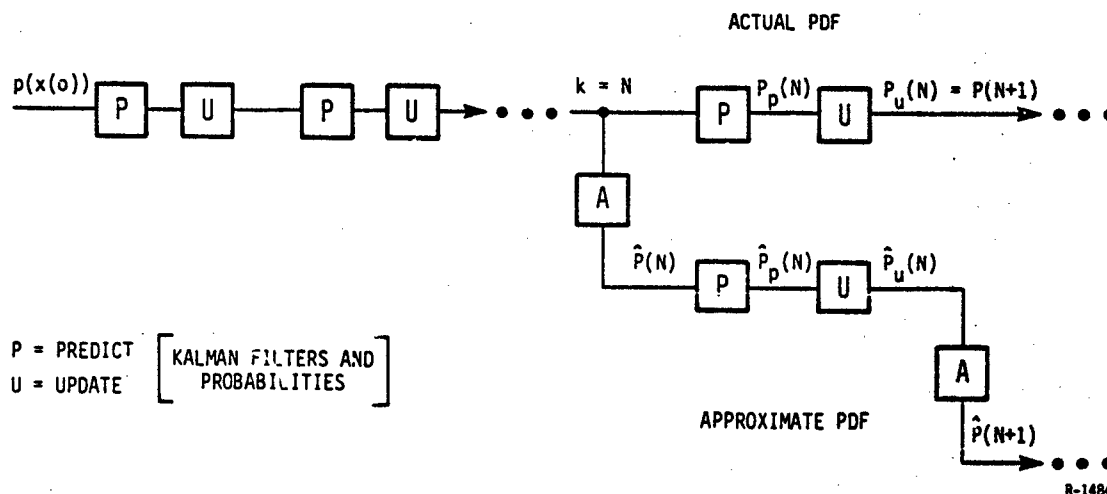 ACTUAL PDF
p(x(o))
P
U
P
U
k = N
P
P_p(N)
U
P_u(N) = P(N+1)
A
P̂(N)
P
P̂_p(N)
U
P̂_u(N)
A
P̂(N+1)
P = PREDICT
U = UPDATE
KALMAN FILTERS AND
PROBABILITIES
APPROXIMATE PDF